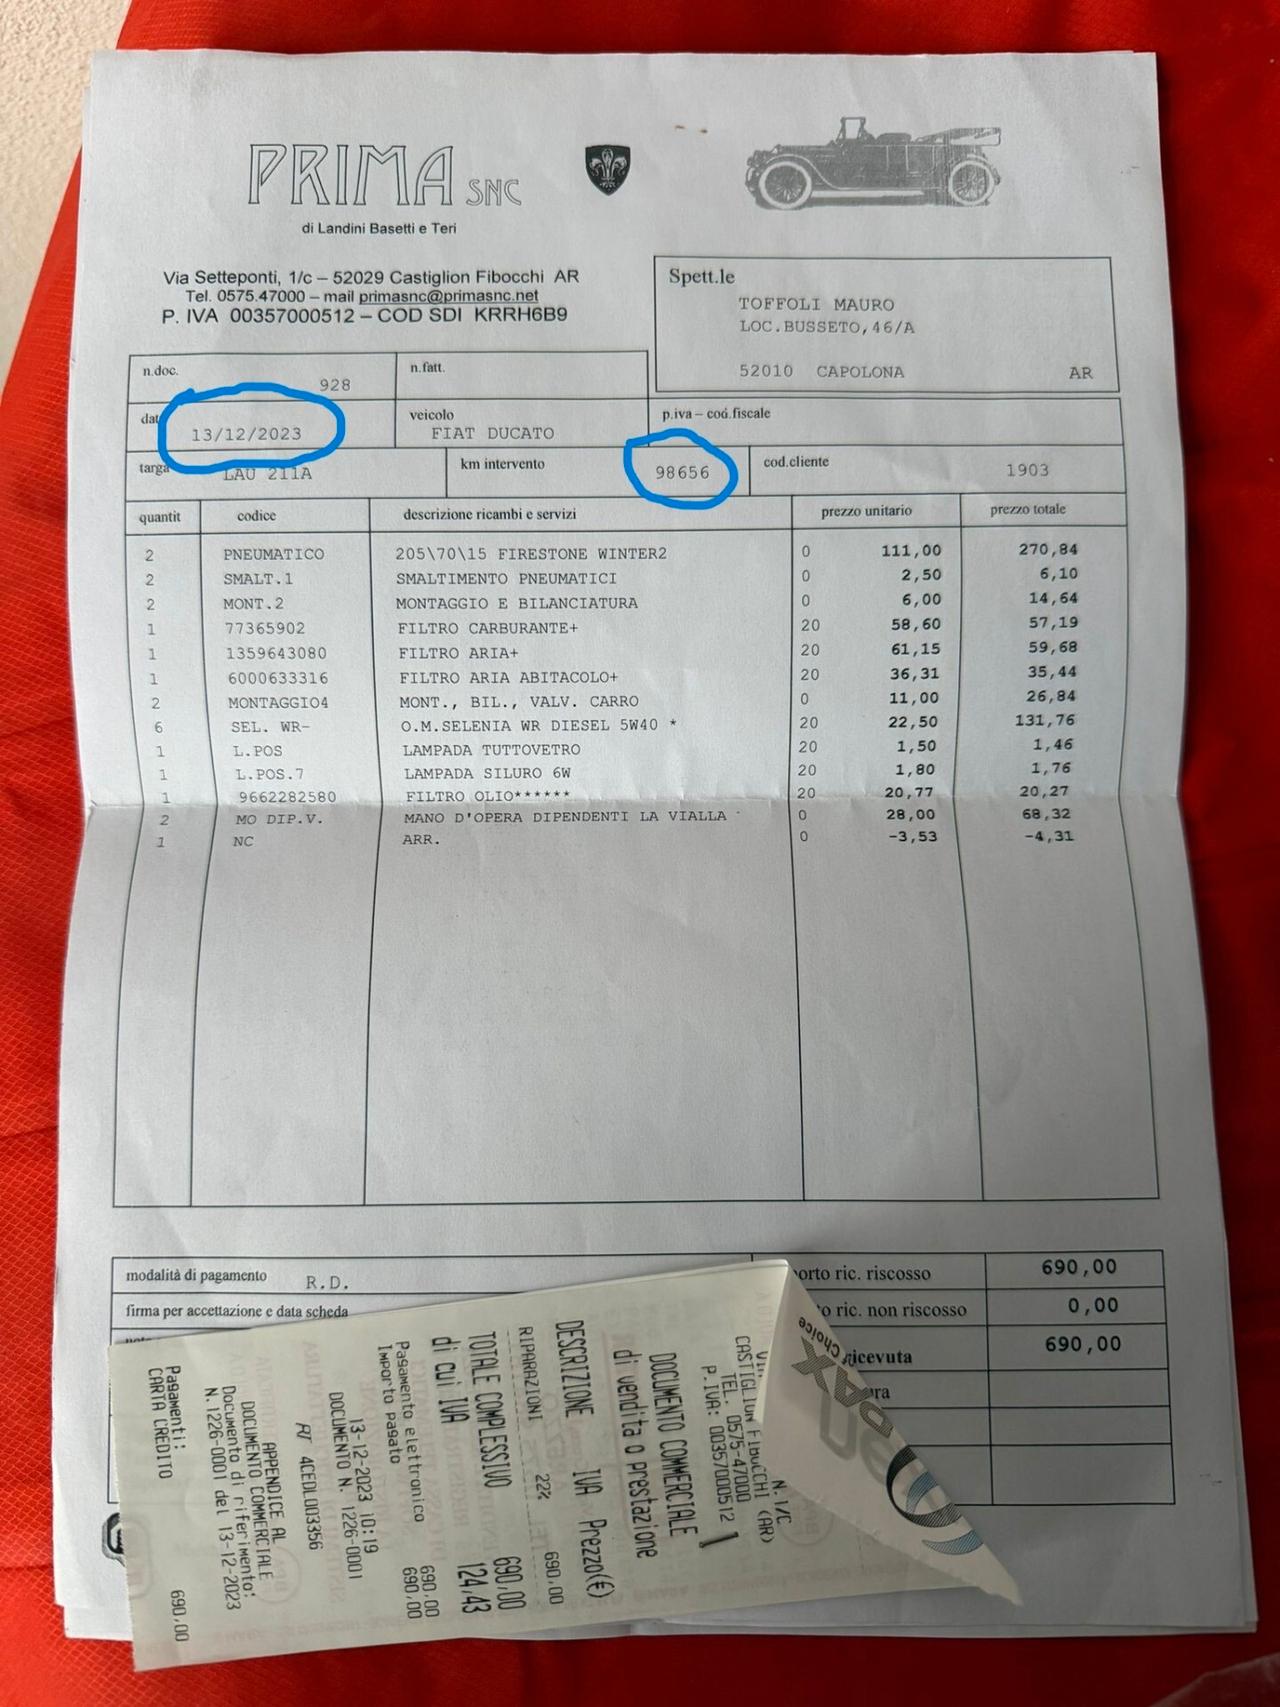 PRIMA SNC
di Landini Basetti e Teri
Via Setteponti, 1/c – 52029 Castiglion Fibocchi AR
Tel. 0575.47000 – mail primasnc@primasnc.net
P. IVA 00357000512 – COD SDI KRRH6B9
Spett.le
TOFFOLI MAURO
LOC.BUSSETO,46/A
52010 CAPOLONA AR
n.doc. 928 n.fatt.
dat 13/12/2023 veicolo FIAT DUCATO p.iva – cod.fiscale
targa LAU 211A km intervento 98656 cod.cliente 1903
quantit codice descrizione ricambi e servizi prezzo unitario prezzo totale
2 PNEUMATICO 205\70\15 FIRESTONE WINTER2 0 111,00 270,84
2 SMALT.1 SMALTIMENTO PNEUMATICI 0 2,50 6,10
2 MONT.2 MONTAGGIO E BILANCIATURA 0 6,00 14,64
1 77365902 FILTRO CARBURANTE+ 20 58,60 57,19
1 1359643080 FILTRO ARIA+ 20 61,15 59,68
1 6000633316 FILTRO ARIA ABITACOLO+ 20 36,31 35,44
2 MONTAGGIO4 MONT., BIL., VALV. CARRO 0 11,00 26,84
6 SEL. WR- O.M.SELENIA WR DIESEL 5W40 * 20 22,50 131,76
1 L.POS LAMPADA TUTTOVETRO 20 1,50 1,46
1 L.POS.7 LAMPADA SILURO 6W 20 1,80 1,76
1 9662282580 FILTRO OLIO****** 20 20,77 20,27
2 MO DIP.V. MANO D'OPERA DIPENDENTI LA VIALLA 0 28,00 68,32
1 NC ARR. 0 -3,53 -4,31
modalità di pagamento R.D. orto ric. riscosso 690,00
firma per accettazione e data scheda o ric. non riscosso 0,00
ricevuta 690,00
ura
Choice
N. 1/C
CASTIGLION FIBOCCHI (AR)
TEL. 0575-47000
P.IVA: 00357000512
DOCUMENTO COMMERCIALE
di vendita o prestazione
DESCRIZIONE IVA Prezzo(€)
RIPARAZIONI 22% 690,00
TOTALE COMPLESSIVO 690,00
di cui IVA 124,43
Pagamento elettronico 690,00
Importo pagato 690,00
13-12-2023 10:19
DOCUMENTO N. 1226-0001
RT 4CEDL003356
APPENDICE AL
DOCUMENTO COMMERCIALE
Documento di riferimento:
N.1226-0001 del 13-12-2023
Pagamenti:
CARTA CREDITO 690,00